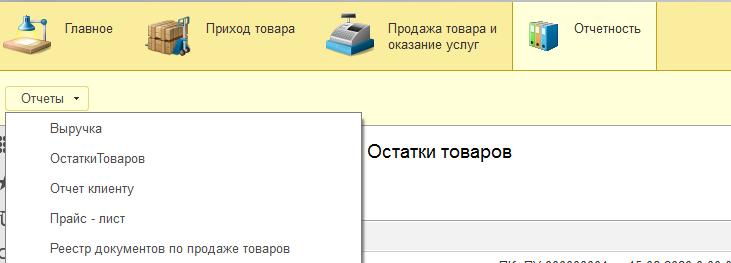 Главное
Приход товара
Продажа товара и
оказание услуг
Отчетность
Отчеты
Выручка
ОстаткиТоваров
Остатки товаров
Отчет клиенту
Прайс - лист
Реестр документов по продаже товаров